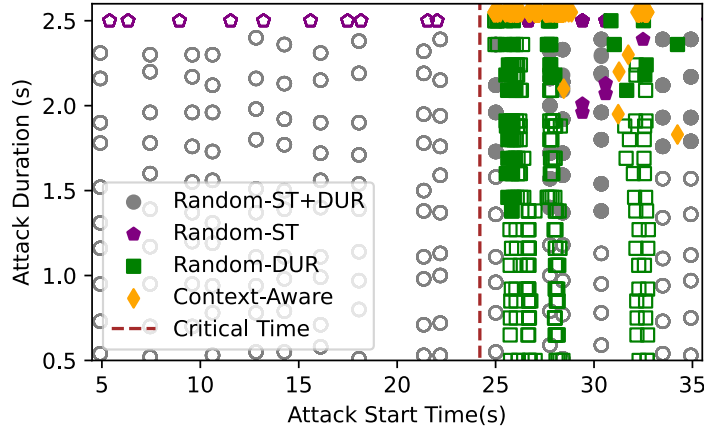 2.5
2.0
1.5
1.0
0.5
Attack Duration (s)
Random-ST+DUR
Random-ST
Random-DUR
Context-Aware
Critical Time
5 10 15 20 25 30 35
Attack Start Time(s)